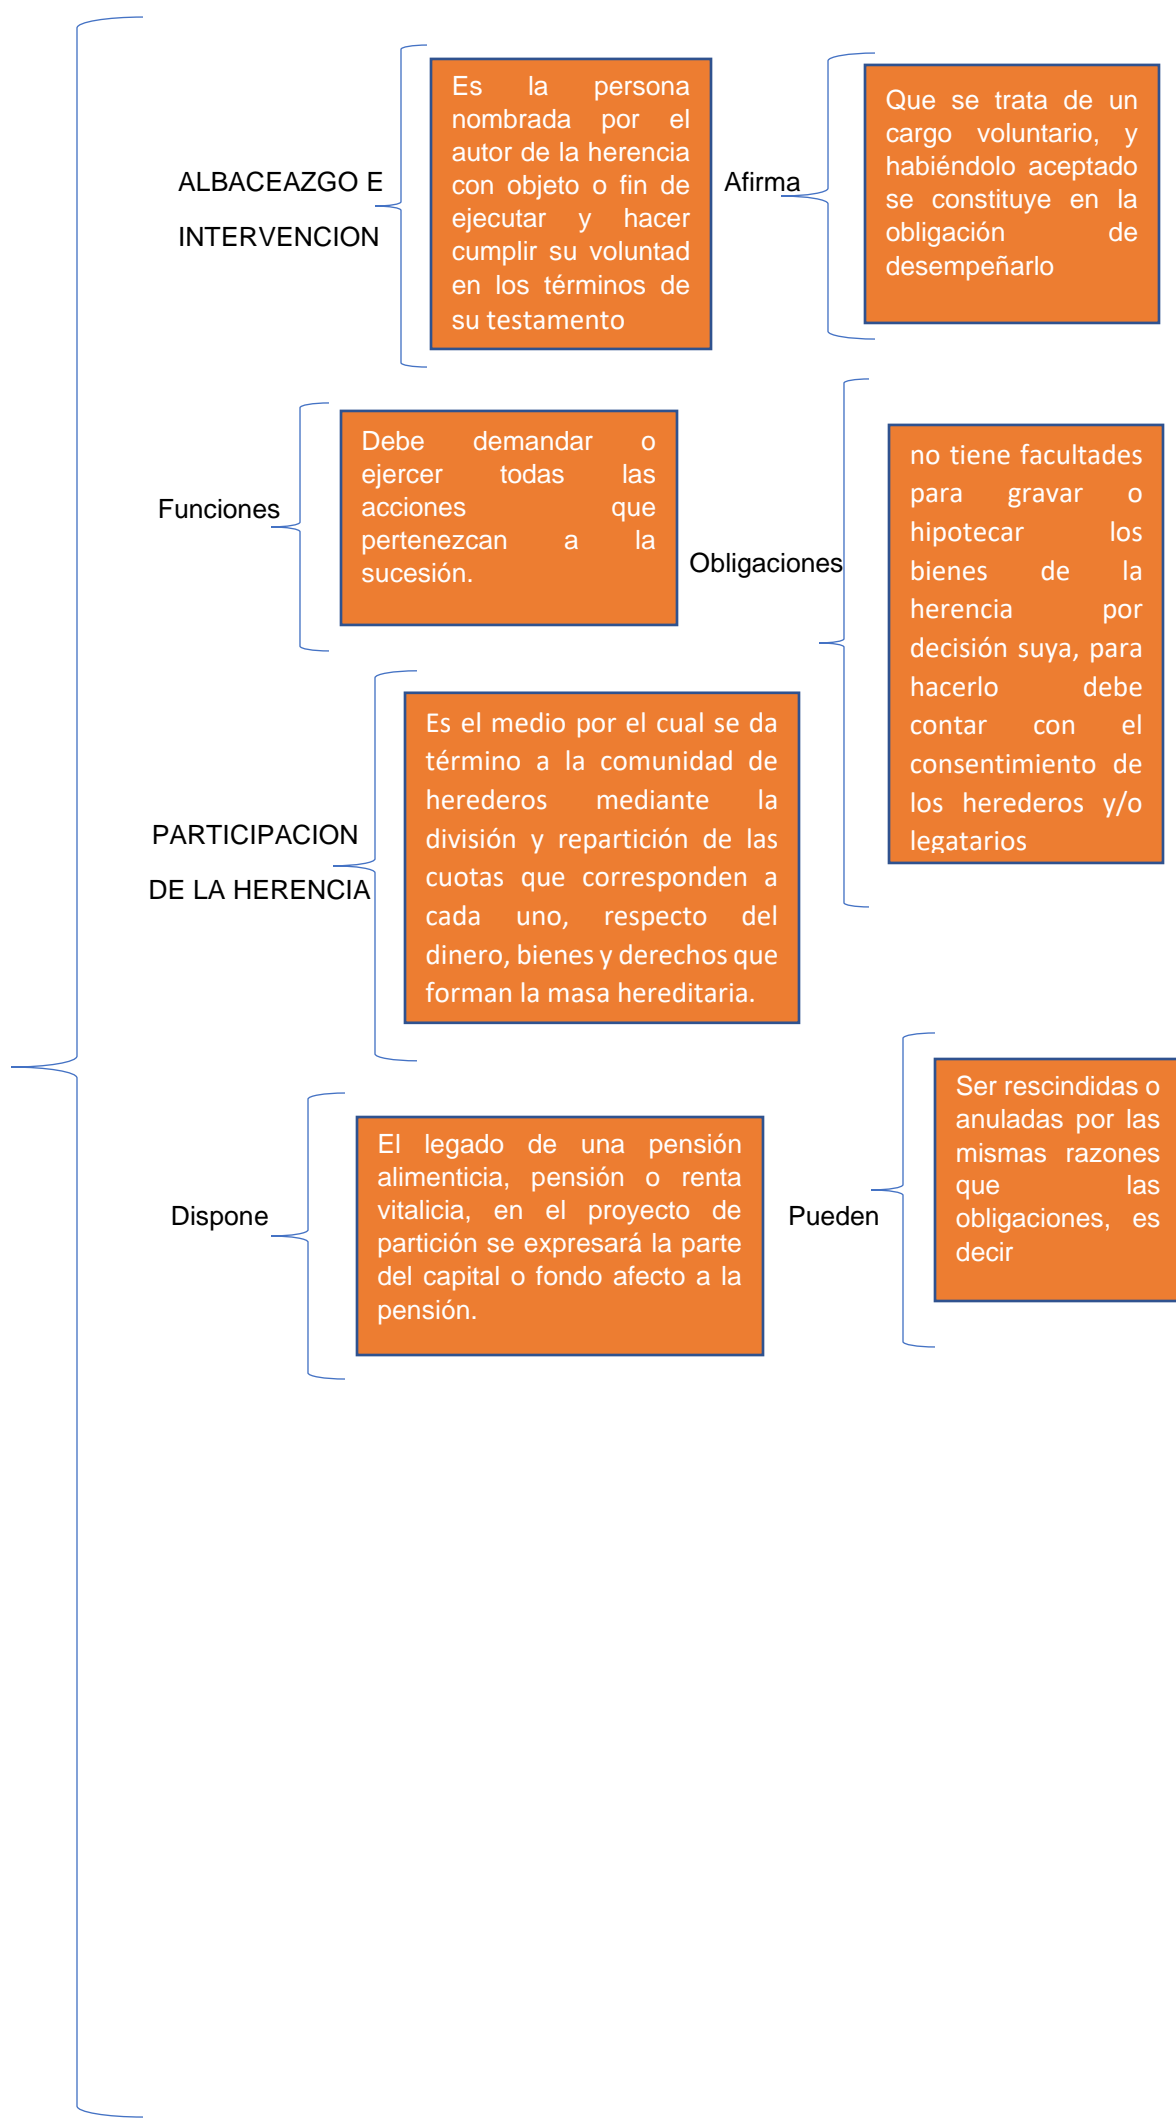 ALBACEAZGO E
INTERVENCION
Es la persona
nombrada por el
autor de la herencia
con objeto o fin de
ejecutar y hacer
cumplir su voluntad
en los términos de
su testamento
Afirma
Que se trata de un
cargo voluntario, y
habiéndolo aceptado
se constituye en la
obligación de
desempeñarlo
Funciones
Debe demandar o
ejercer todas las
acciones que
pertenezcan a la
sucesión.
Obligaciones
no tiene facultades
para gravar o
hipotecar los
bienes de la
herencia por
decisión suya, para
hacerlo debe
contar con el
consentimiento de
los herederos y/o
legatarios
PARTICIPACION
DE LA HERENCIA
Es el medio por el cual se da
término a la comunidad de
herederos mediante la
división y repartición de las
cuotas que corresponden a
cada uno, respecto del
dinero, bienes y derechos que
forman la masa hereditaria.
Dispone
El legado de una pensión
alimenticia, pensión o renta
vitalicia, en el proyecto de
partición se expresará la parte
del capital o fondo afecto a la
pensión.
Pueden
Ser rescindidas o
anuladas por las
mismas razones
que las
obligaciones, es
decir